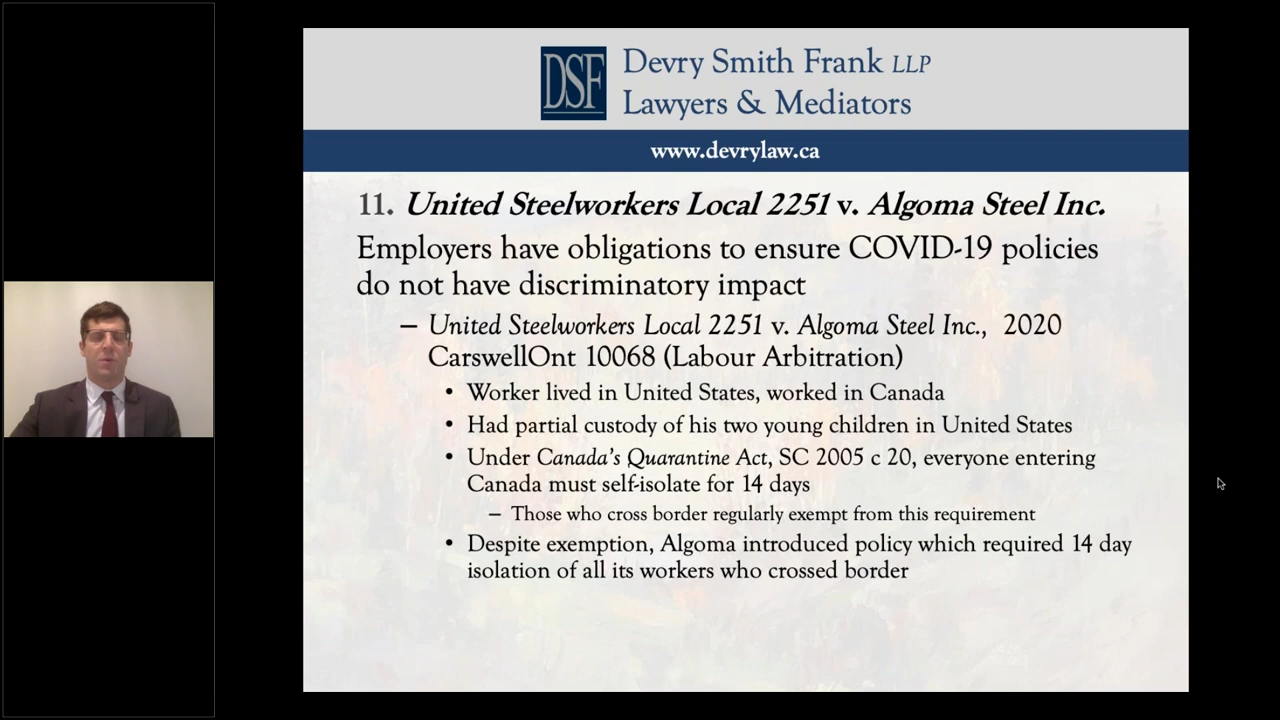 DSF
Devry Smith Frank LLP
Lawyers & Mediators
www.devrylaw.ca
11. United Steelworkers Local 2251 v. Algoma Steel Inc.
Employers have obligations to ensure COVID-19 policies
do not have discriminatory impact
– United Steelworkers Local 2251 v. Algoma Steel Inc., 2020
CarswellOnt 10068 (Labour Arbitration)
• Worker lived in United States, worked in Canada
• Had partial custody of his two young children in United States
• Under Canada's Quarantine Act, SC 2005 c 20, everyone entering
Canada must self-isolate for 14 days
– Those who cross border regularly exempt from this requirement
• Despite exemption, Algoma introduced policy which required 14 day
isolation of all its workers who crossed border